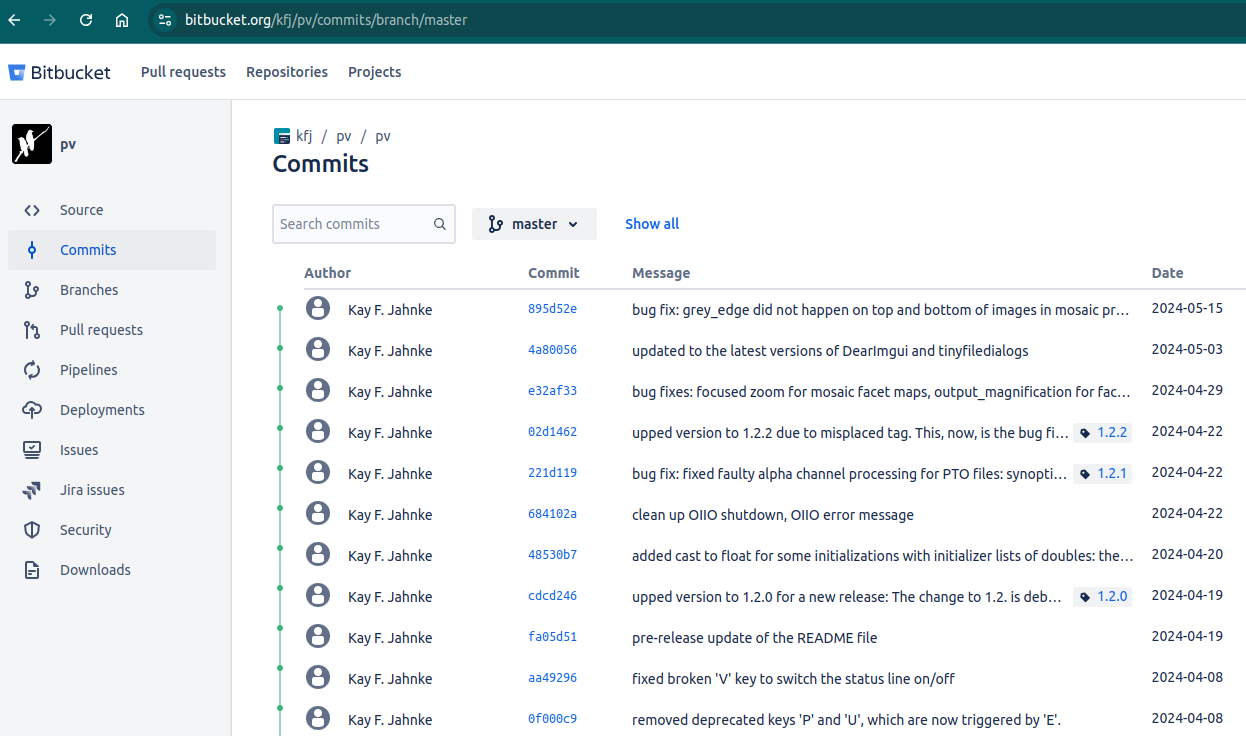 bitbucket.org/kfj/pv/commits/branch/master
Bitbucket Pull requests Repositories Projects
pv
Source
Commits
Branches
Pull requests
Pipelines
Deployments
Issues
Jira issues
Security
Downloads
kfj / pv / pv
Commits
Search commits master Show all
Author Commit Message Date
Kay F. Jahnke 895d52e bug fix: grey_edge did not happen on top and bottom of images in mosaic pr… 2024-05-15
Kay F. Jahnke 4a80056 updated to the latest versions of DearImgui and tinyfiledialogs 2024-05-03
Kay F. Jahnke e32af33 bug fixes: focused zoom for mosaic facet maps, output_magnification for fac… 2024-04-29
Kay F. Jahnke 02d1462 upped version to 1.2.2 due to misplaced tag. This, now, is the bug fi… 1.2.2 2024-04-22
Kay F. Jahnke 221d119 bug fix: fixed faulty alpha channel processing for PTO files: synopti… 1.2.1 2024-04-22
Kay F. Jahnke 684102a clean up OIIO shutdown, OIIO error message 2024-04-22
Kay F. Jahnke 48530b7 added cast to float for some initializations with initializer lists of doubles: the… 2024-04-20
Kay F. Jahnke cdcd246 upped version to 1.2.0 for a new release: The change to 1.2. is deb… 1.2.0 2024-04-19
Kay F. Jahnke fa05d51 pre-release update of the README file 2024-04-19
Kay F. Jahnke aa49296 fixed broken 'V' key to switch the status line on/off 2024-04-08
Kay F. Jahnke 0f000c9 removed deprecated keys 'P' and 'U', which are now triggered by 'E'. 2024-04-08